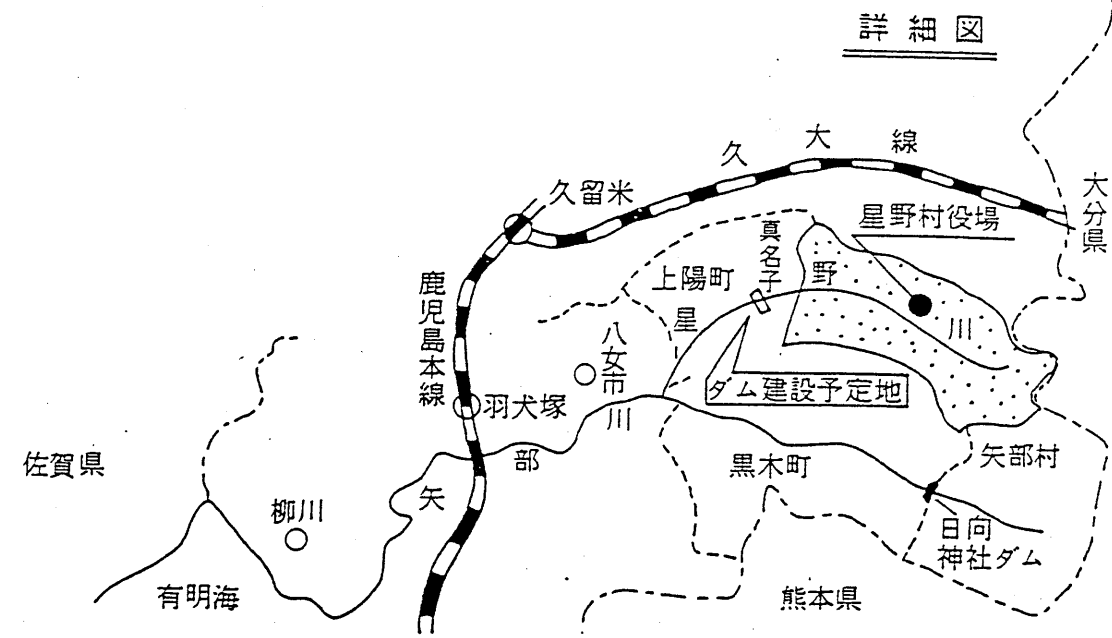 詳細図
久大線
久留米
大分県
星野村役場
真名子
上陽町
星野川
鹿児島本線
八女市
ダム建設予定地
羽犬塚
矢部川
佐賀県
柳川
黒木町
矢部村
日向
神社ダム
有明海
熊本県